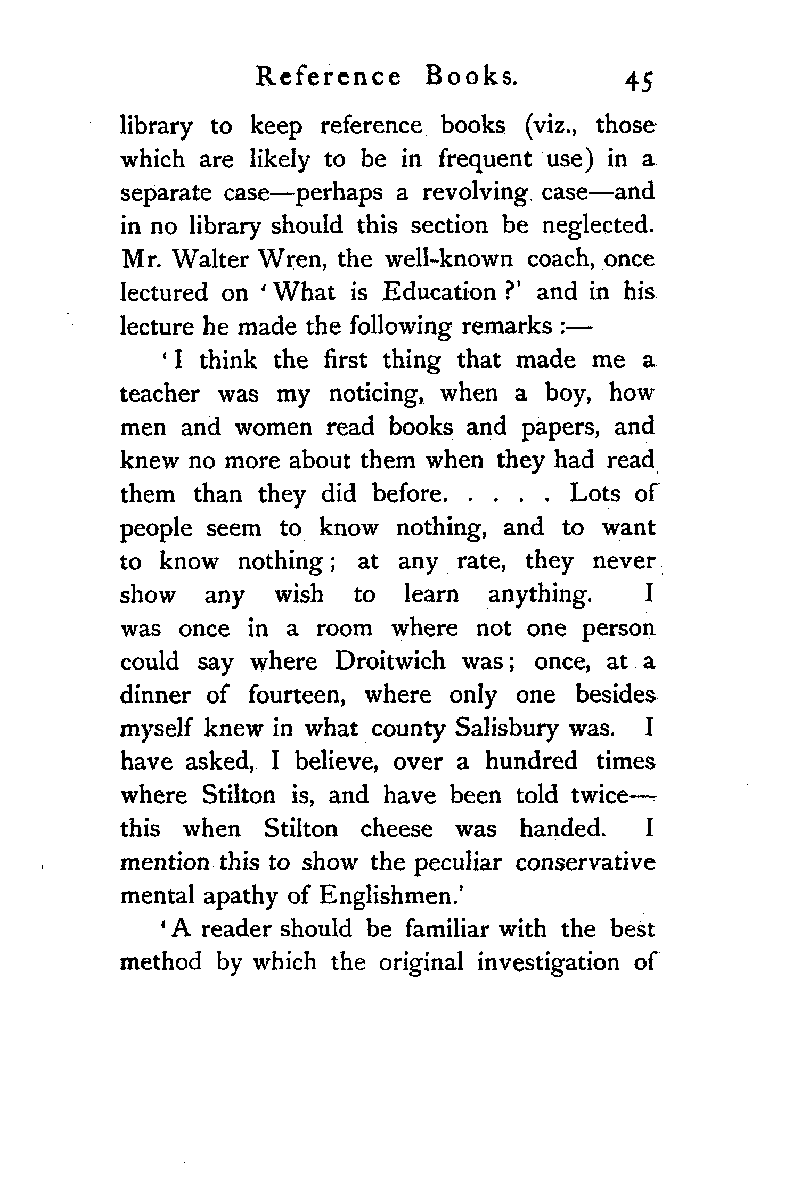 Reference Books. 45
library to keep reference books (viz., those
which are likely to be in frequent use) in a
separate case—perhaps a revolving case—and
in no library should this section be neglected.
Mr. Walter Wren, the well-known coach, once
lectured on ‘What is Education?’ and in his
lecture he made the following remarks :—
‘I think the first thing that made me a
teacher was my noticing, when a boy, how
men and women read books and papers, and
knew no more about them when they had read
them than they did before. . . . . Lots of
people seem to know nothing, and to want
to know nothing; at any rate, they never
show any wish to learn anything. I
was once in a room where not one person
could say where Droitwich was; once, at a
dinner of fourteen, where only one besides
myself knew in what county Salisbury was. I
have asked, I believe, over a hundred times
where Stilton is, and have been told twice—
this when Stilton cheese was handed. I
mention this to show the peculiar conservative
mental apathy of Englishmen.’
‘A reader should be familiar with the best
method by which the original investigation of